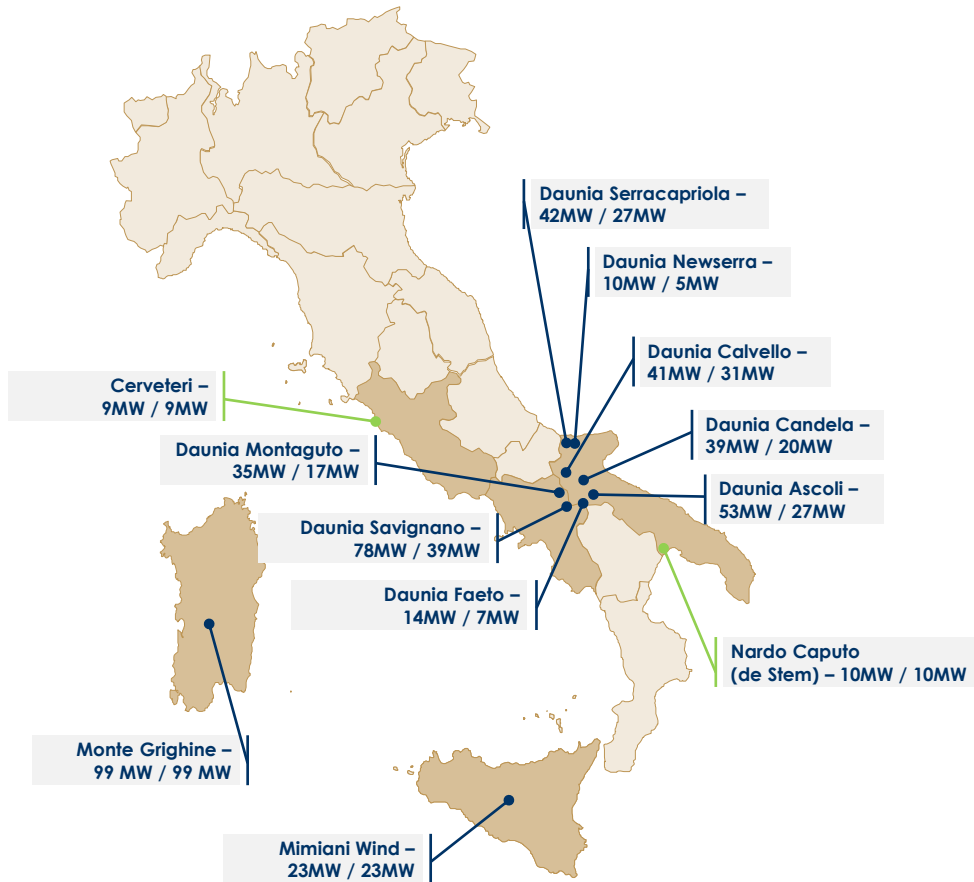 Daunia Serracapriola –
42MW / 27MW
Daunia Newserra –
10MW / 5MW
Daunia Calvello –
41MW / 31MW
Cerveteri –
9MW / 9MW
Daunia Candela –
39MW / 20MW
Daunia Montaguto –
35MW / 17MW
Daunia Ascoli –
53MW / 27MW
Daunia Savignano –
78MW / 39MW
Daunia Faeto –
14MW / 7MW
Nardo Caputo
(de Stem) – 10MW / 10MW
Monte Grighine –
99 MW / 99 MW
Mimiani Wind –
23MW / 23MW